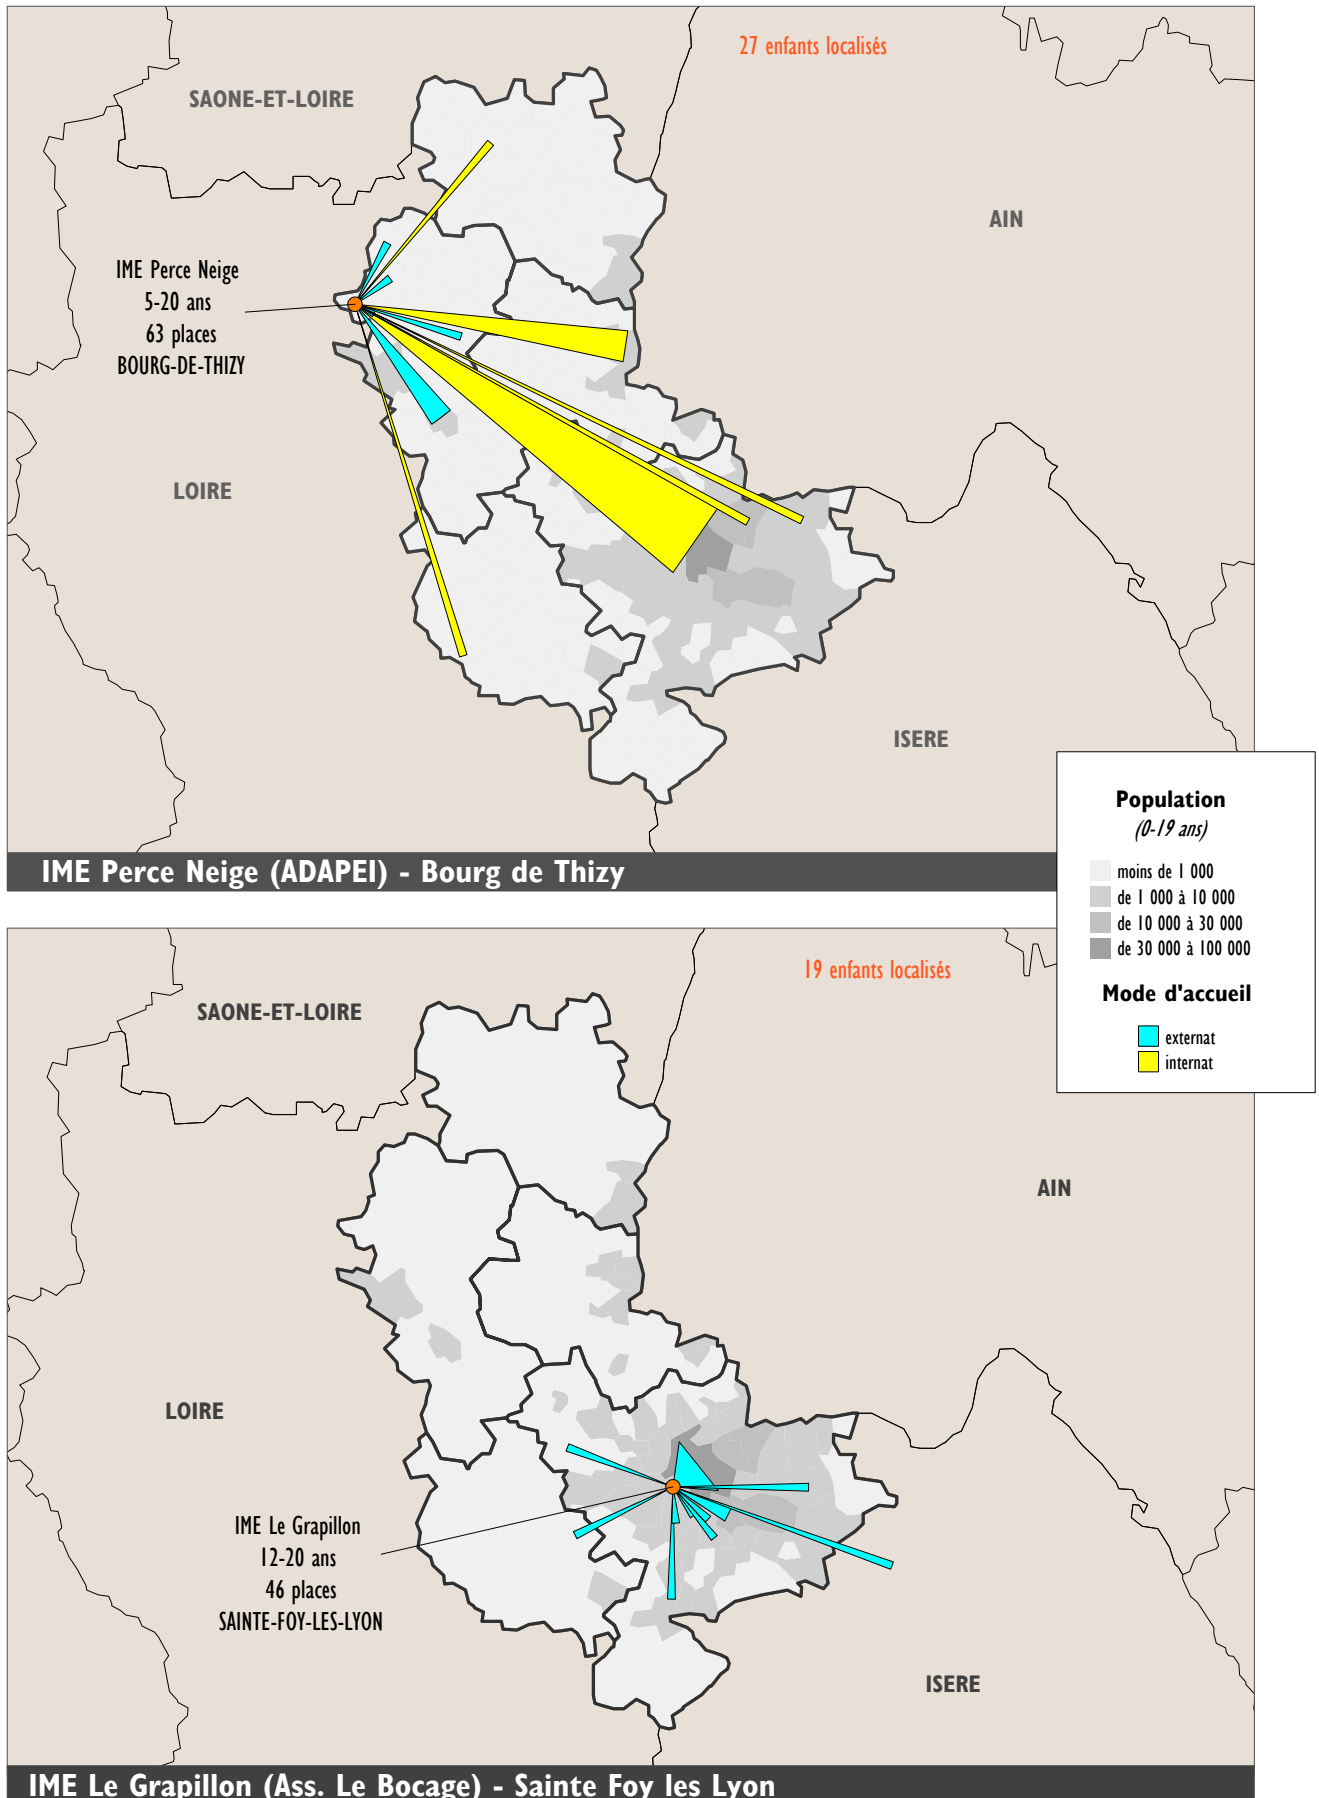 27 enfants localisés
SAONE-ET-LOIRE
AIN
IME Perce Neige
5-20 ans
63 places
BOURG-DE-THIZY
LOIRE
ISERE
IME Perce Neige (ADAPEI) - Bourg de Thizy
Population
(0-19 ans)
moins de 1 000
de 1 000 à 10 000
de 10 000 à 30 000
de 30 000 à 100 000
Mode d'accueil
externat
internat
19 enfants localisés
SAONE-ET-LOIRE
AIN
LOIRE
IME Le Grapillon
12-20 ans
46 places
SAINTE-FOY-LES-LYON
ISERE
IME Le Grapillon (Ass. Le Bocage) - Sainte Foy les Lyon